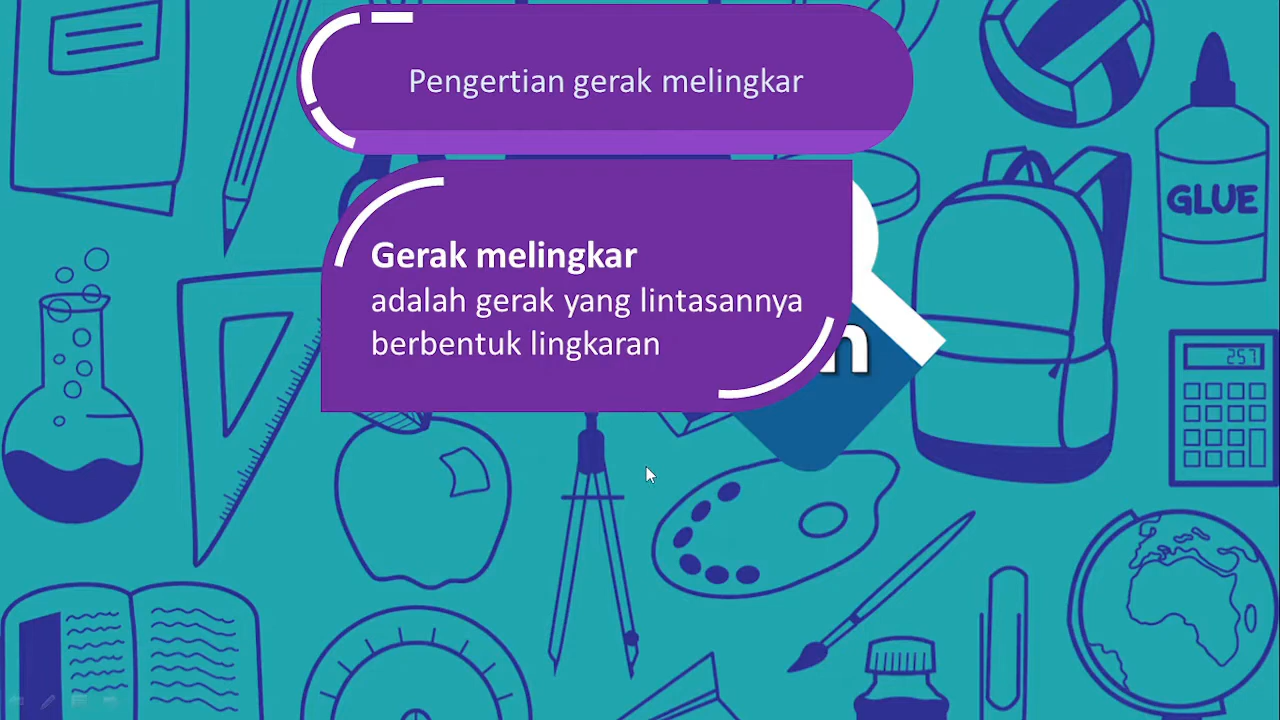 Pengertian gerak melingkar
Gerak melingkar
adalah gerak yang lintasannya
berbentuk lingkaran
n
GLUE
257